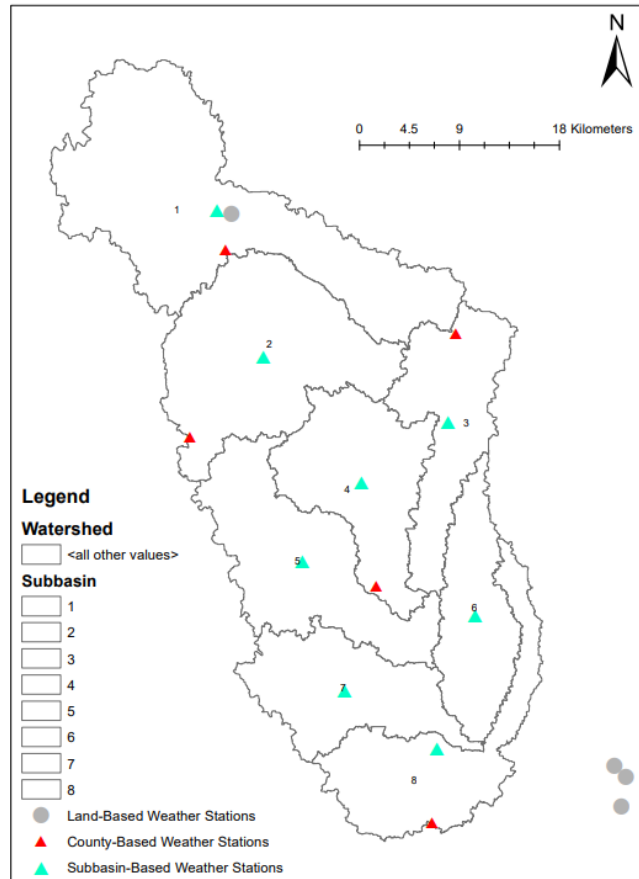 N
0 4.5 9 18 Kilometers
1
2
3
4
5
6
7
8
Legend
Watershed
<all other values>
Subbasin
1
2
3
4
5
6
7
8
Land-Based Weather Stations
County-Based Weather Stations
Subbasin-Based Weather Stations